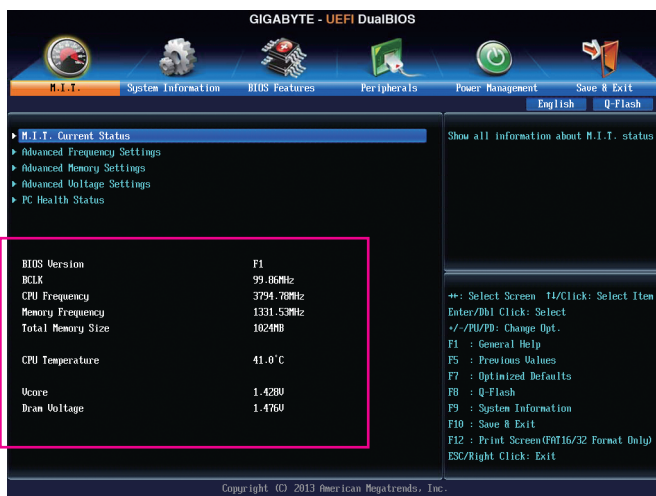 GIGABYTE - UEFI DualBIOS
M.I.T. System Information BIOS Features Peripherals Power Management Save & Exit
English Q-Flash
M.I.T. Current Status
Advanced Frequency Settings
Advanced Memory Settings
Advanced Voltage Settings
PC Health Status
BIOS Version F1
BCLK 99.86MHz
CPU Frequency 3794.78MHz
Memory Frequency 1331.53MHz
Total Memory Size 1024MB
CPU Temperature 41.0°C
Vcore 1.428V
Dram Voltage 1.476V
Show all information about M.I.T. status
→←: Select Screen ↑↓/Click: Select Item
Enter/Dbl Click: Select
+/-/PU/PD: Change Opt.
F1 : General Help
F5 : Previous Values
F7 : Optimized Defaults
F8 : Q-Flash
F9 : System Information
F10 : Save & Exit
F12 : Print Screen(FAT16/32 Format Only)
ESC/Right Click: Exit
Copyright (C) 2013 American Megatrends, Inc.